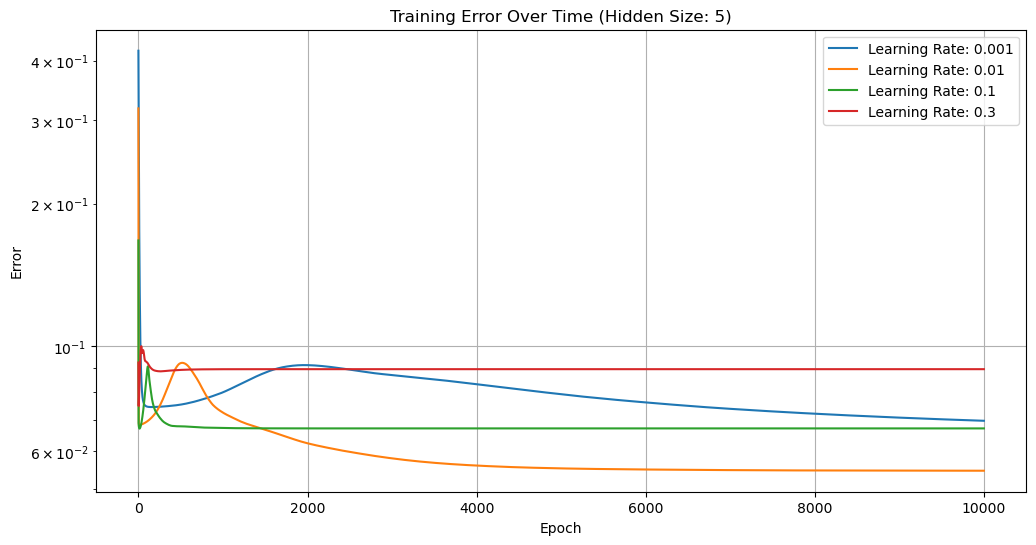 Training Error Over Time (Hidden Size: 5)
Learning Rate: 0.001
Learning Rate: 0.01
Learning Rate: 0.1
Learning Rate: 0.3
4 × 10⁻¹
3 × 10⁻¹
2 × 10⁻¹
10⁻¹
6 × 10⁻²
Error
0 2000 4000 6000 8000 10000
Epoch